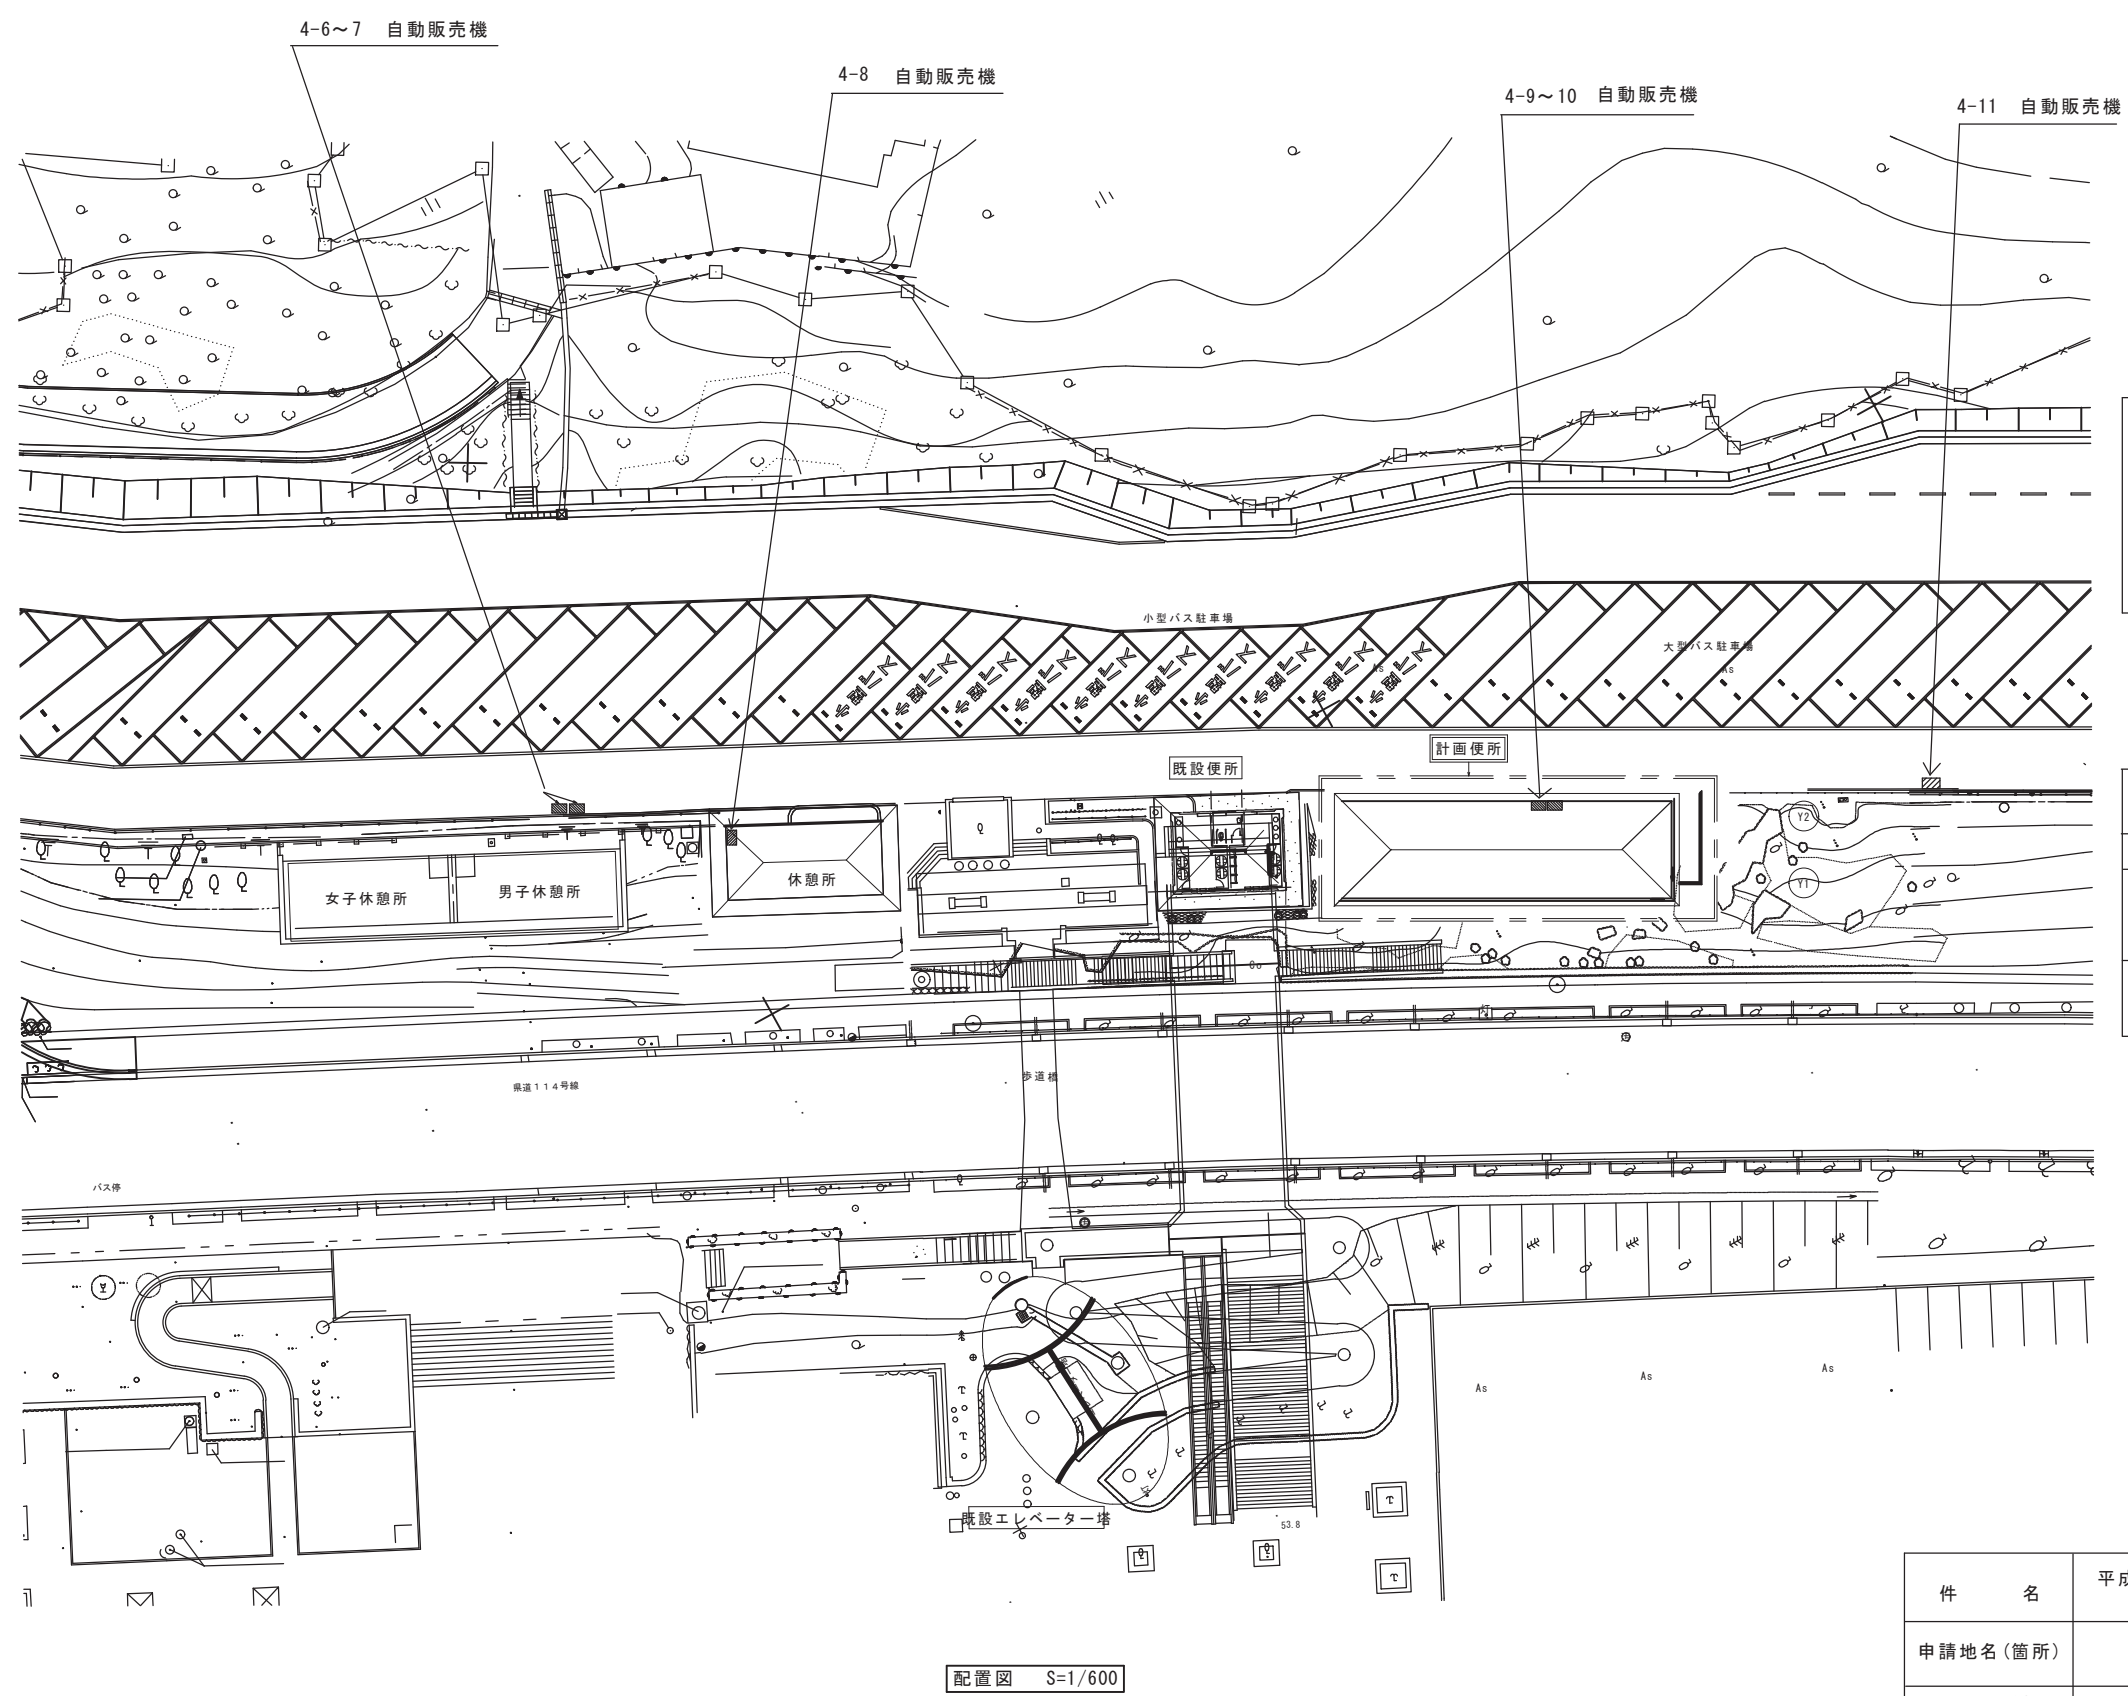 4-6～7 自動販売機
4-8 自動販売機
4-9～10 自動販売機
4-11 自動販売機
小型バス駐車場
大型バス駐車場
As
As
計画便所
既設便所
Y2
Y1
女子休憩所
男子休憩所
休憩所
Co
県道114号線
歩道橋
バス停
As
As
As
既設エレベーター塔
53.8
件 名
平成
申請地名(箇所)
配置図 S=1/600